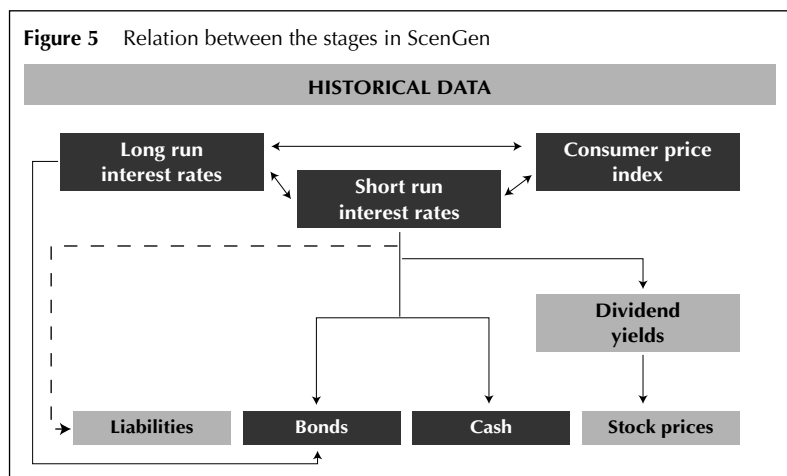 Figure 5 Relation between the stages in ScenGen
HISTORICAL DATA
Long run
interest rates
Consumer price
index
Short run
interest rates
Dividend
yields
Liabilities
Bonds
Cash
Stock prices